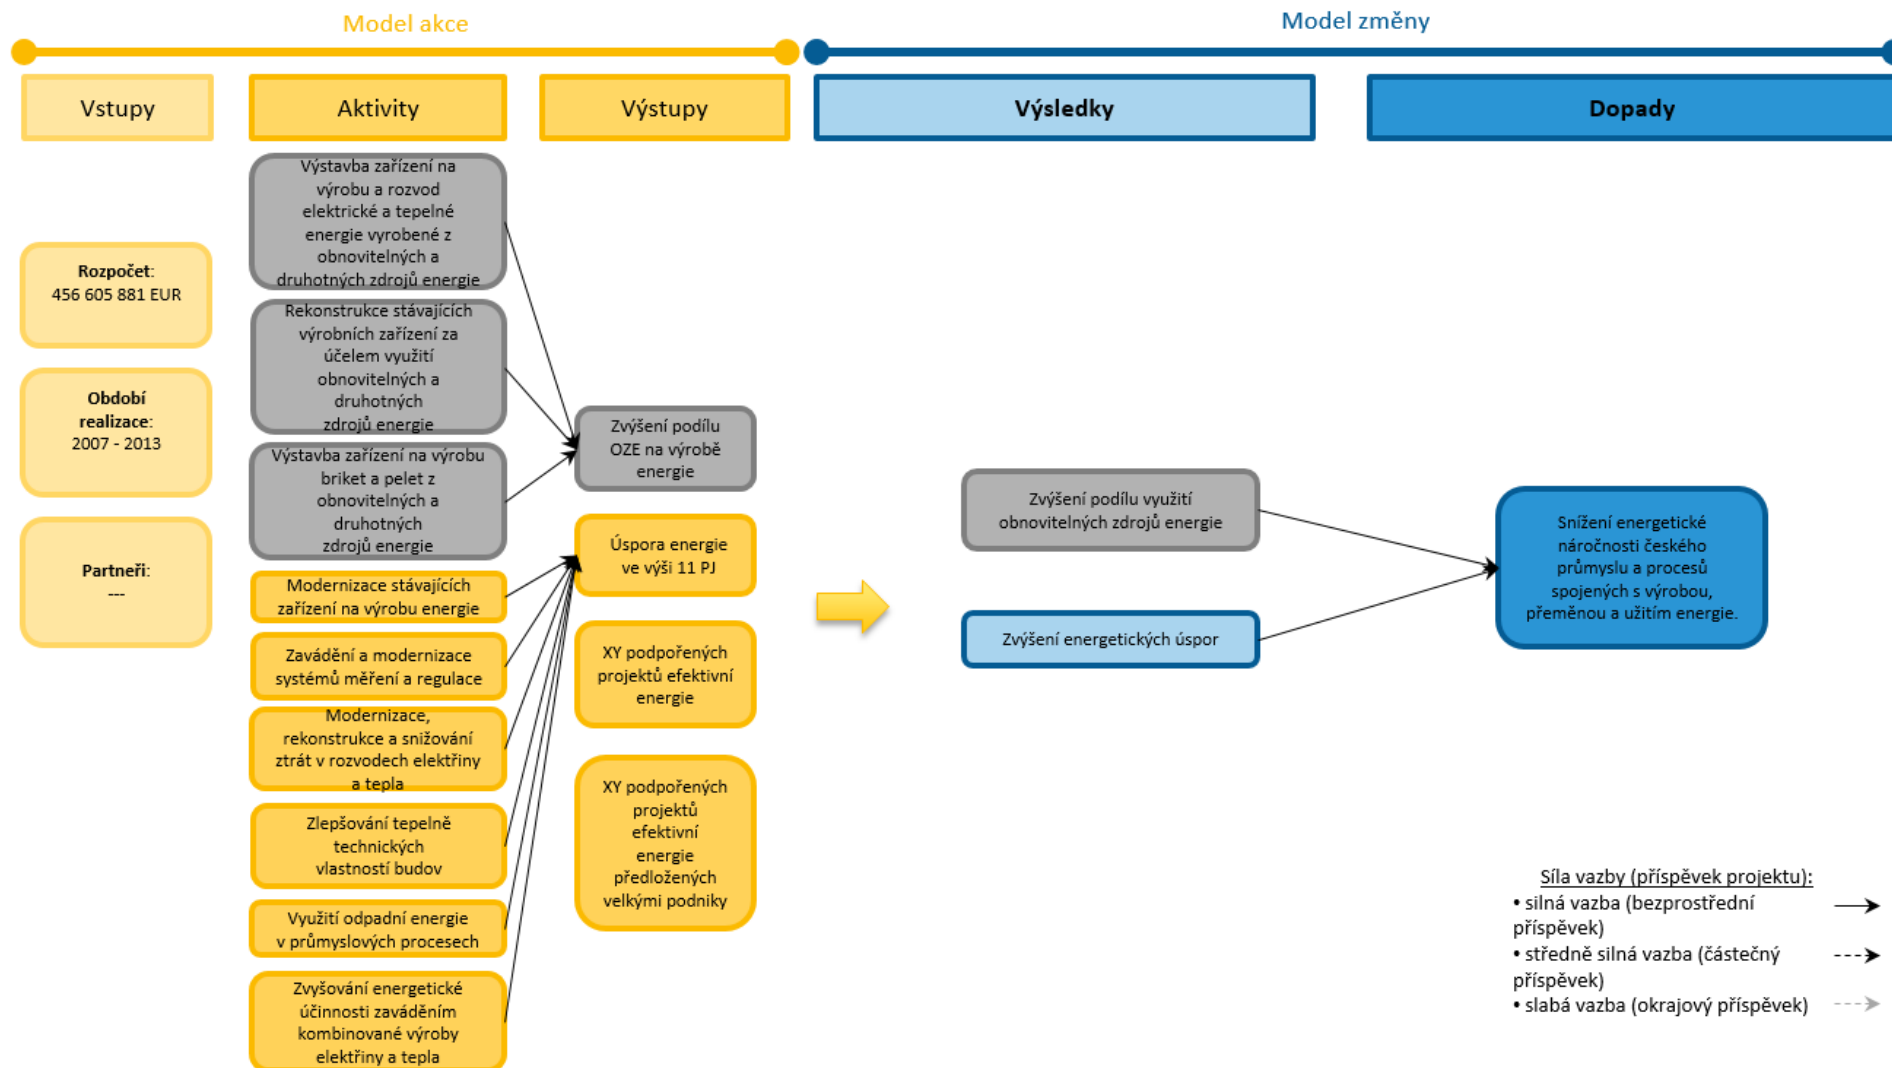 Model akce
Model změny
Vstupy
Aktivity
Výstupy
Výsledky
Dopady
Rozpočet:
456 605 881 EUR
Období
realizace:
2007 - 2013
Partneři:
---
Výstavba zařízení na
výrobu a rozvod
elektrické a tepelné
energie vyrobené z
obnovitelných a
druhotných zdrojů energie
Rekonstrukce stávajících
výrobních zařízení za
účelem využití
obnovitelných a
druhotných
zdrojů energie
Výstavba zařízení na výrobu
briket a pelet z
obnovitelných a
druhotných
zdrojů energie
Modernizace stávajících
zařízení na výrobu energie
Zavádění a modernizace
systémů měření a regulace
Modernizace,
rekonstrukce a snižování
ztrát v rozvodech elektřiny
a tepla
Zlepšování tepelně
technických
vlastností budov
Využití odpadní energie
v průmyslových procesech
Zvyšování energetické
účinnosti zaváděním
kombinované výroby
elektřiny a tepla
Zvýšení podílu
OZE na výrobě
energie
Úspora energie
ve výši 11 PJ
XY podpořených
projektů efektivní
energie
XY podpořených
projektů
efektivní
energie
předložených
velkými podniky
Zvýšení podílu využití
obnovitelných zdrojů energie
Zvýšení energetických úspor
Snížení energetické
náročnosti českého
průmyslu a procesů
spojených s výrobou,
přeměnou a užitím energie.
Síla vazby (příspěvek projektu):
• silná vazba (bezprostřední
příspěvek)
• středně silná vazba (částečný
příspěvek)
• slabá vazba (okrajový příspěvek)